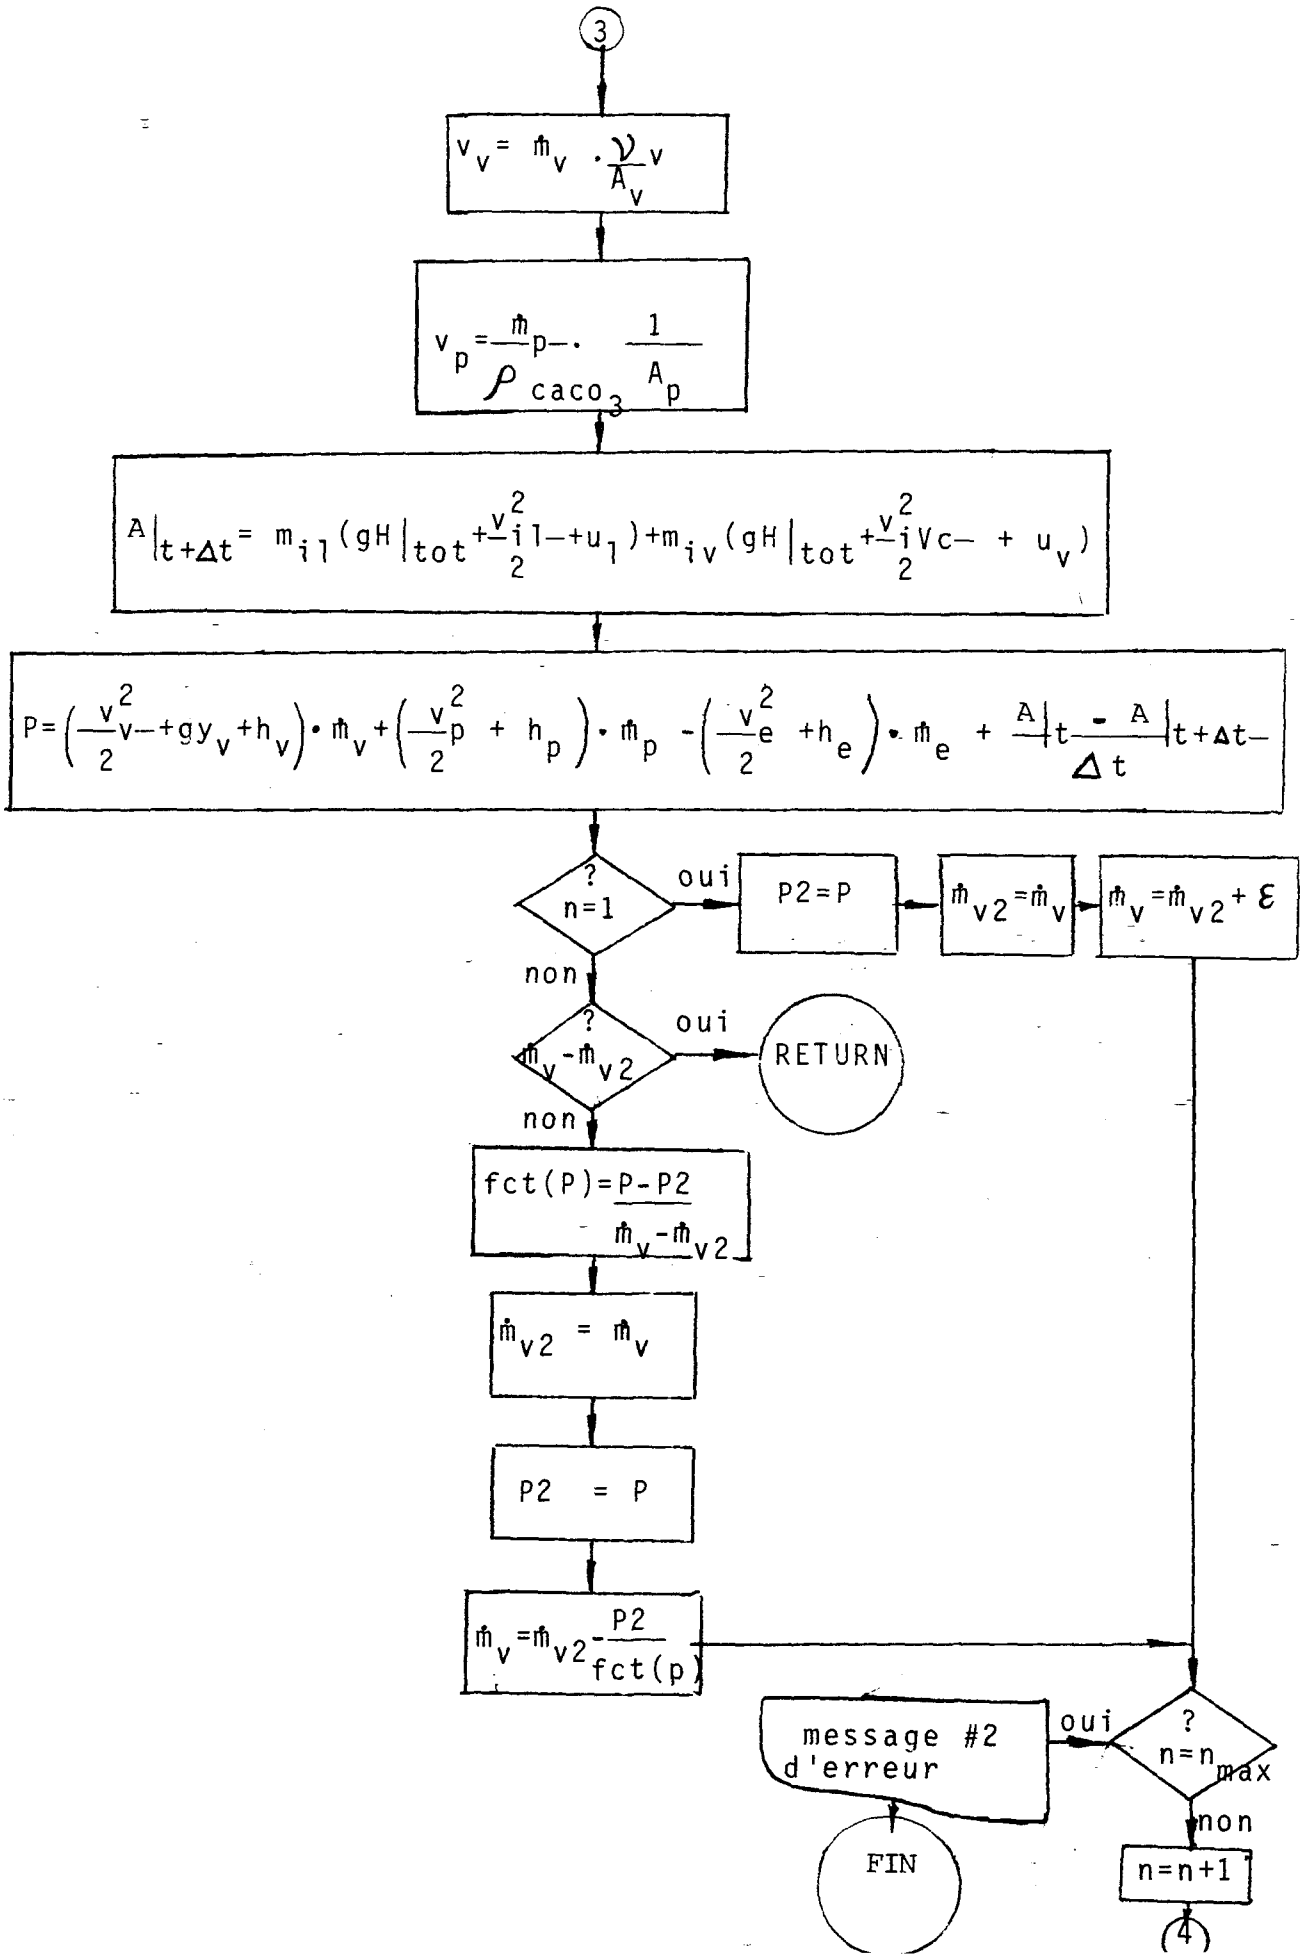 3
v_v = ṁ_v · ν_v / A_v
v_p = ṁ_p / ρ_caco_3 · 1 / A_p
A|t+Δt = m_il (gH|tot + v²_il / 2 + u_l) + m_iv (gH|tot + v²_iVc / 2 + u_v)
P = (v²_v / 2 + gy_v + h_v) · ṁ_v + (v²_p / 2 + h_p) · ṁ_p - (v²_e / 2 + h_e) · ṁ_e + (A|t - A|t+Δt) / Δt
?
n=1
oui
P2=P
ṁ_v2 = ṁ_v
ṁ_v = ṁ_v2 + ε
non
?
ṁ_v - ṁ_v2
oui
RETURN
non
fct(P) = P-P2 / ṁ_v - ṁ_v2
ṁ_v2 = ṁ_v
P2 = P
ṁ_v = ṁ_v2 - P2 / fct(p)
?
n=n_max
oui
message #2
d'erreur
FIN
non
n=n+1
4